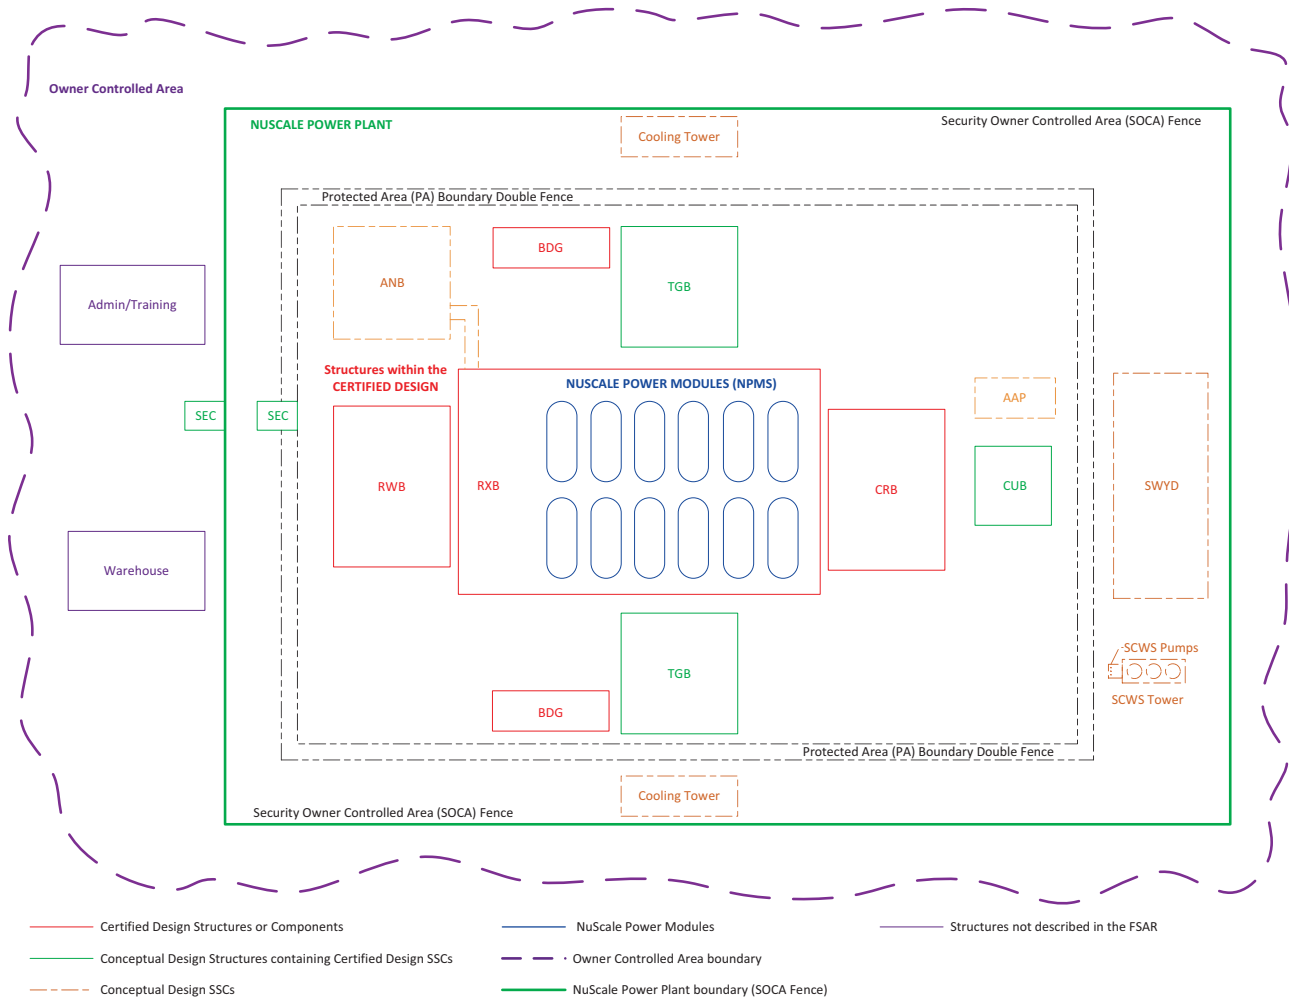 Owner Controlled Area
NUSCALE POWER PLANT
Security Owner Controlled Area (SOCA) Fence
Cooling Tower
Protected Area (PA) Boundary Double Fence
BDG
TGB
ANB
Admin/Training
Structures within the
CERTIFIED DESIGN
NUSCALE POWER MODULES (NPMS)
AAP
SEC
SEC
RWB
RXB
CRB
CUB
SWYD
Warehouse
SCWS Pumps
TGB
SCWS Tower
BDG
Protected Area (PA) Boundary Double Fence
Cooling Tower
Security Owner Controlled Area (SOCA) Fence
Certified Design Structures or Components
NuScale Power Modules
Structures not described in the FSAR
Conceptual Design Structures containing Certified Design SSCs
Owner Controlled Area boundary
Conceptual Design SSCs
NuScale Power Plant boundary (SOCA Fence)